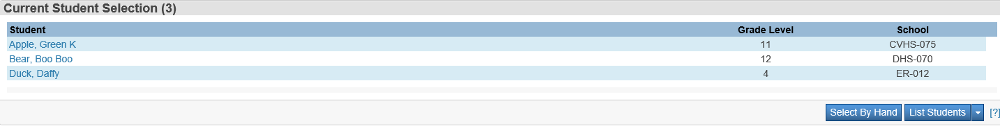 Current Student Selection (3)
Student Grade Level School
Apple, Green K 11 CVHS-075
Bear, Boo Boo 12 DHS-070
Duck, Daffy 4 ER-012
Select By Hand List Students [?]